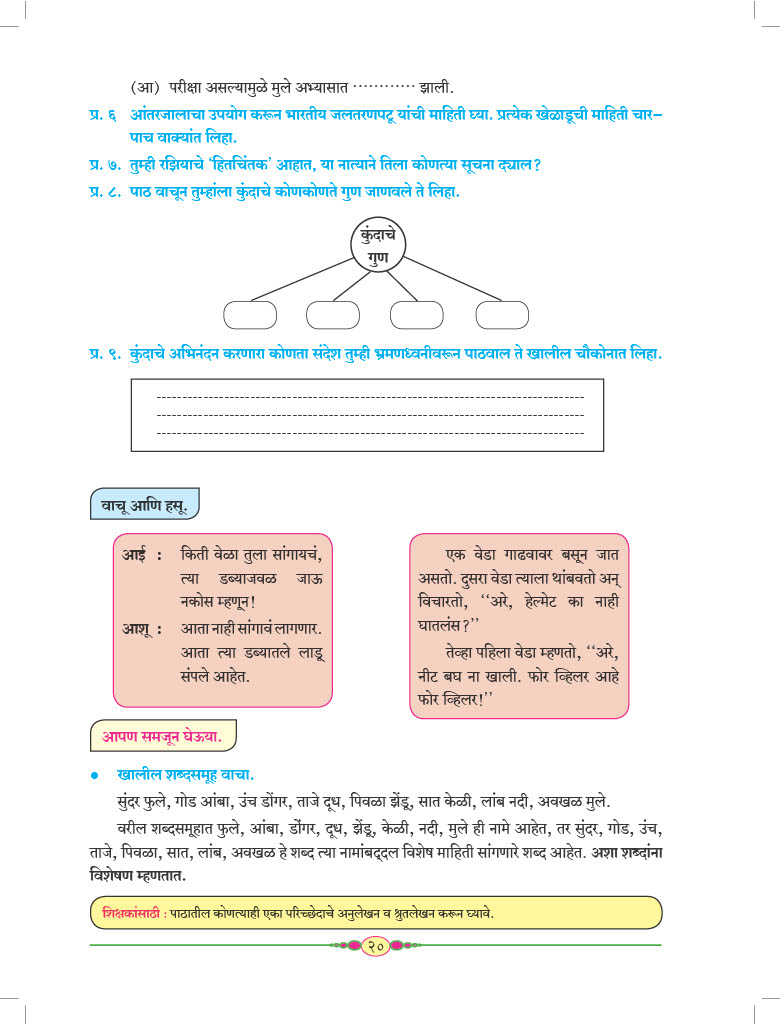 (आ) परीक्षा असल्यामुळे मुले अभ्यासात ············ झाली.
प्र. ६ आंतरजालाचा उपयोग करून भारतीय जलतरणपटू यांची माहिती घ्या. प्रत्येक खेळाडूची माहिती चार-
पाच वाक्यांत लिहा.
प्र. ७. तुम्ही रझियाचे ‘हितचिंतक’ आहात, या नात्याने तिला कोणत्या सूचना द्याल?
प्र. ८. पाठ वाचून तुम्हांला कुंदाचे कोणकोणते गुण जाणवले ते लिहा.
कुंदाचे
गुण
प्र. ९. कुंदाचे अभिनंदन करणारा कोणता संदेश तुम्ही भ्रमणध्वनीवरून पाठवाल ते खालील चौकोनात लिहा.
वाचू आणि हसू.
आई : किती वेळा तुला सांगायचं,
त्या डब्याजवळ जाऊ
नकोस म्हणून!
आशू : आता नाही सांगावं लागणार.
आता त्या डब्यातले लाडू
संपले आहेत.
एक वेडा गाढवावर बसून जात
असतो. दुसरा वेडा त्याला थांबवतो अन्
विचारतो, ‘‘अरे, हेल्मेट का नाही
घातलंस?’’
तेव्हा पहिला वेडा म्हणतो, ‘‘अरे,
नीट बघ ना खाली. फोर व्हिलर आहे
फोर व्हिलर!’’
आपण समजून घेऊया.
● खालील शब्दसमूह वाचा.
सुंदर फुले, गोड आंबा, उंच डोंगर, ताजे दूध, पिवळा झेंडू, सात केळी, लांब नदी, अवखळ मुले.
वरील शब्दसमूहात फुले, आंबा, डोंगर, दूध, झेंडू, केळी, नदी, मुले ही नामे आहेत, तर सुंदर, गोड, उंच,
ताजे, पिवळा, सात, लांब, अवखळ हे शब्द त्या नामांबद्दल विशेष माहिती सांगणारे शब्द आहेत. अशा शब्दांना
विशेषण म्हणतात.
शिक्षकांसाठी : पाठातील कोणत्याही एका परिच्छेदाचे अनुलेखन व श्रुतलेखन करून घ्यावे.
२०